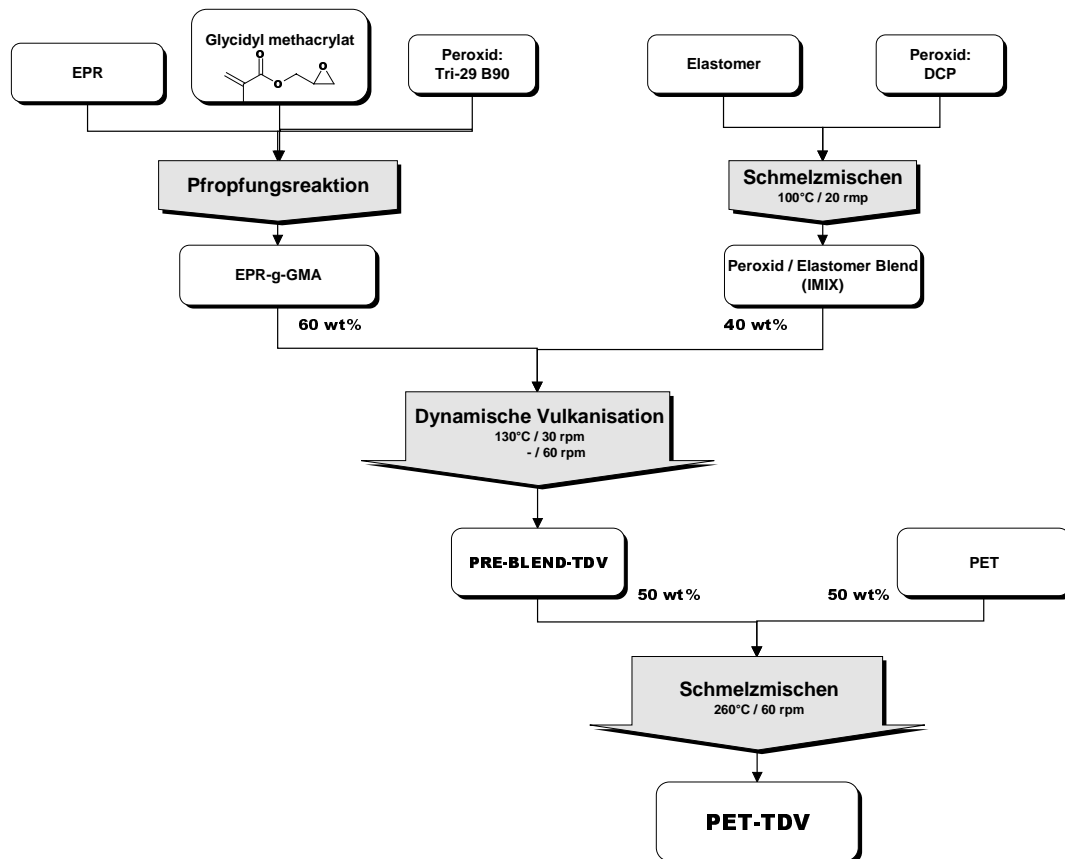 EPR
Glycidyl methacrylat
O
O
O
Peroxid:
Tri-29 B90
Elastomer
Peroxid:
DCP
Pfropfungsreaktion
Schmelzmischen
100°C / 20 rmp
EPR-g-GMA
Peroxid / Elastomer Blend
(IMIX)
60 wt%
40 wt%
Dynamische Vulkanisation
130°C / 30 rpm
- / 60 rpm
PRE-BLEND-TDV
PET
50 wt%
50 wt%
Schmelzmischen
260°C / 60 rpm
PET-TDV